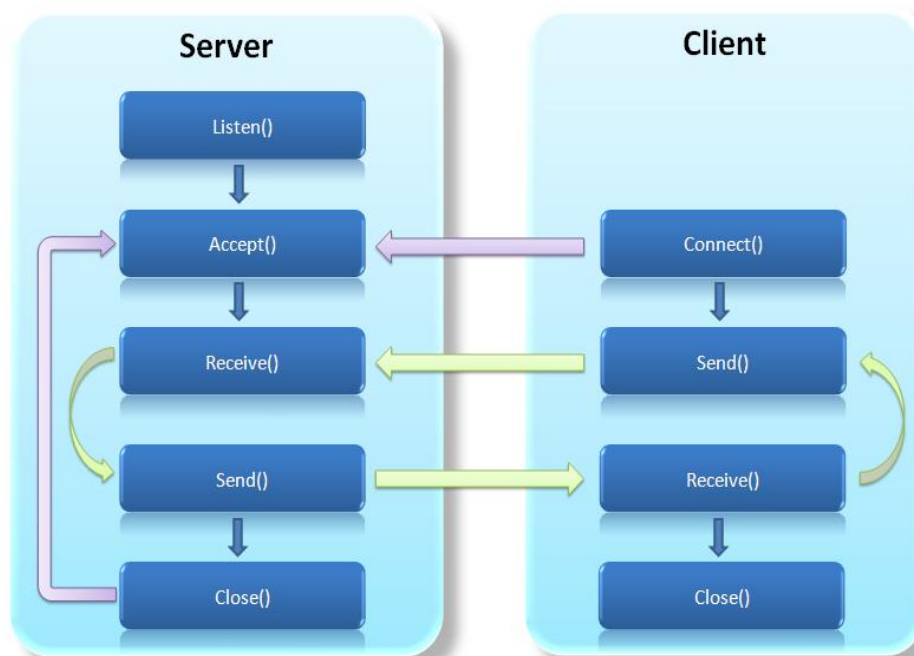 Server
Listen()
Accept()
Receive()
Send()
Close()
Client
Connect()
Send()
Receive()
Close()